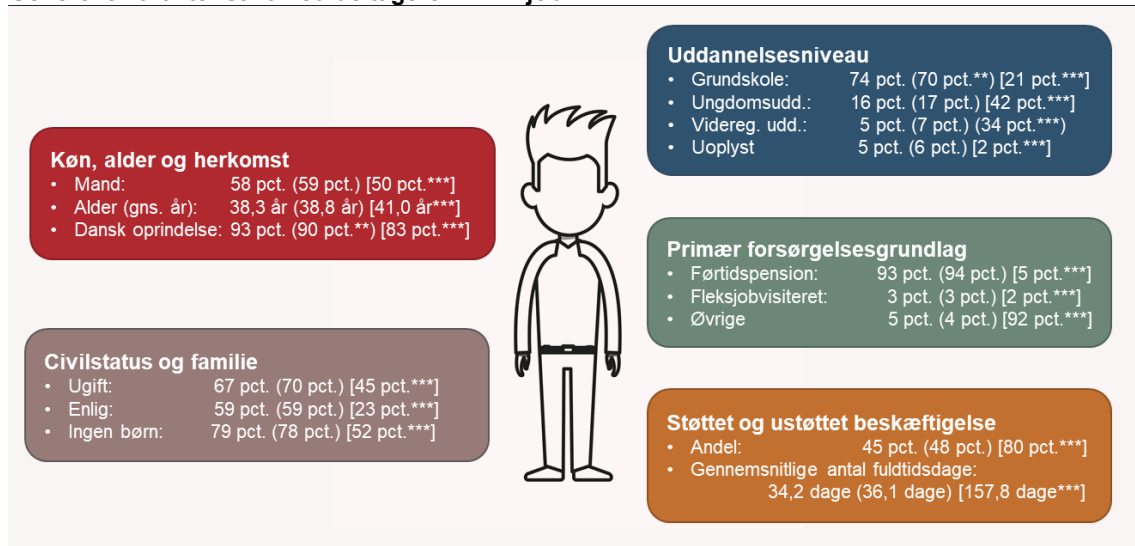 Køn, alder og herkomst
• Mand: 58 pct. (59 pct.) [50 pct.***]
• Alder (gns. år): 38,3 år (38,8 år) [41,0 år***]
• Dansk oprindelse: 93 pct. (90 pct.**) [83 pct.***]
Civilstatus og familie
• Ugift: 67 pct. (70 pct.) [45 pct.***]
• Enlig: 59 pct. (59 pct.) [23 pct.***]
• Ingen børn: 79 pct. (78 pct.) [52 pct.***]
Uddannelsesniveau
• Grundskole: 74 pct. (70 pct.**) [21 pct.***]
• Ungdomsudd.: 16 pct. (17 pct.) [42 pct.***]
• Videreg. udd.: 5 pct. (7 pct.) (34 pct.***)
• Uoplyst 5 pct. (6 pct.) [2 pct.***]
Primær forsørgelsesgrundlag
• Førtidspension: 93 pct. (94 pct.) [5 pct.***]
• Fleksjobvisiteret: 3 pct. (3 pct.) [2 pct.***]
• Øvrige 5 pct. (4 pct.) [92 pct.***]
Støttet og ustøttet beskæftigelse
• Andel: 45 pct. (48 pct.) [80 pct.***]
• Gennemsnitlige antal fuldtidsdage:
34,2 dage (36,1 dage) [157,8 dage***]